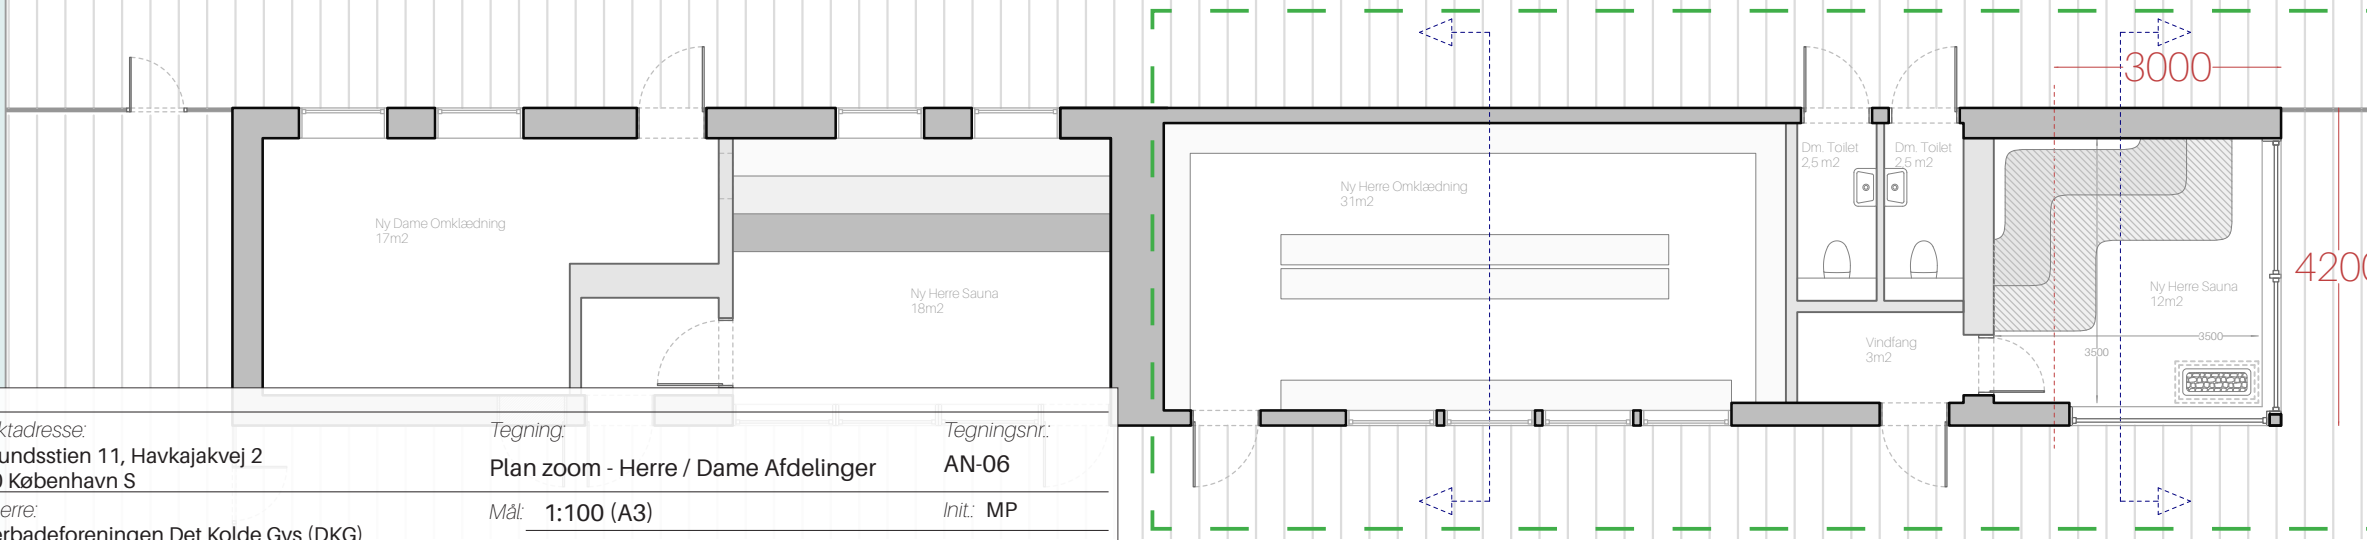 3000
Dm. Toilet
2,5 m2
Dm. Toilet
2,5 m2
Ny Herre Omklædning
31m2
Ny Dame Omklædning
17m2
Ny Herre Sauna
18m2
4200
Ny Herre Sauna
12m2
3500
3500
Vindfang
3m2
ktadresse:
undsstien 11, Havkajakvej 2
0 København S
erre:
erbadeforeningen Det Kolde Gys (DKG)
Tegning:
Plan zoom - Herre / Dame Afdelinger
Mål: 1:100 (A3)
Tegningsnr.:
AN-06
Init.: MP